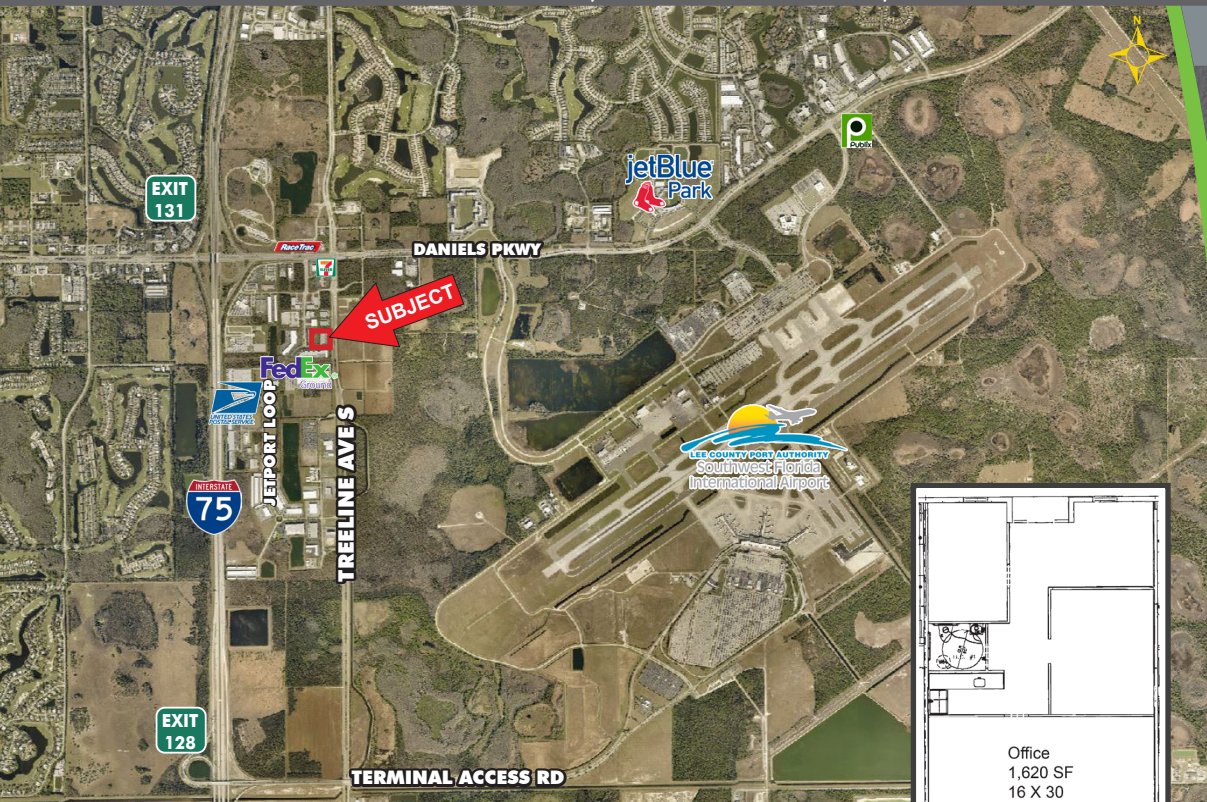 N
Publix
jetBlue
Park
EXIT
131
RaceTrac
DANIELS PKWY
SUBJECT
FedEx
Ground
UNITED STATES
POSTAL SERVICE
JETPORT LOOP
TREELINE AVE S
INTERSTATE
75
LEE COUNTY PORT AUTHORITY
Southwest Florida
International Airport
EXIT
128
TERMINAL ACCESS RD
Office
1,620 SF
16 X 30